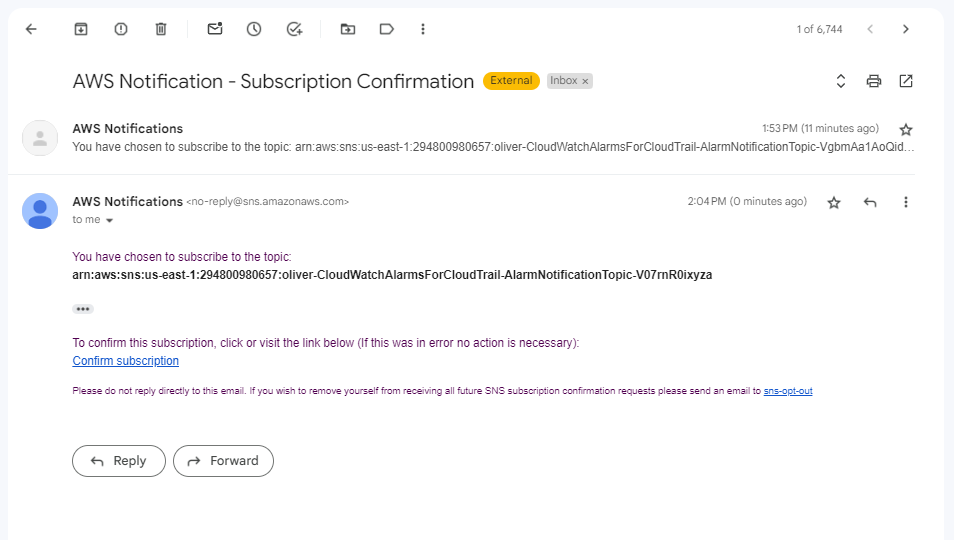 1 of 6,744
AWS Notification - Subscription Confirmation External Inbox ×
AWS Notifications 1:53 PM (11 minutes ago)
You have chosen to subscribe to the topic: arn:aws:sns:us-east-1:294800980657:oliver-CloudWatchAlarmsForCloudTrail-AlarmNotificationTopic-VgbmAa1AoQid…
AWS Notifications <no-reply@sns.amazonaws.com> 2:04 PM (0 minutes ago)
to me
You have chosen to subscribe to the topic:
arn:aws:sns:us-east-1:294800980657:oliver-CloudWatchAlarmsForCloudTrail-AlarmNotificationTopic-V07rnR0ixyza
To confirm this subscription, click or visit the link below (If this was in error no action is necessary):
Confirm subscription
Please do not reply directly to this email. If you wish to remove yourself from receiving all future SNS subscription confirmation requests please send an email to sns-opt-out
Reply Forward